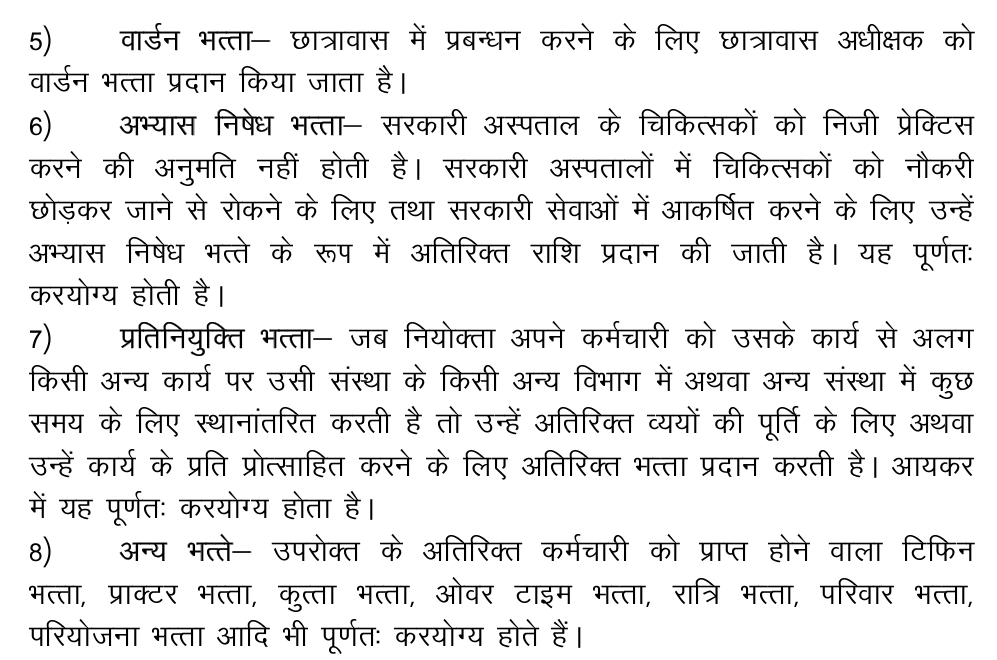 5) वार्डन भत्ता– छात्रावास में प्रबन्धन करने के लिए छात्रावास अधीक्षक को
वार्डन भत्ता प्रदान किया जाता है।
6) अभ्यास निषेध भत्ता– सरकारी अस्पताल के चिकित्सकों को निजी प्रेक्टिस
करने की अनुमति नहीं होती है। सरकारी अस्पतालों में चिकित्सकों को नौकरी
छोड़कर जाने से रोकने के लिए तथा सरकारी सेवाओं में आकर्षित करने के लिए उन्हें
अभ्यास निषेध भत्ते के रूप में अतिरिक्त राशि प्रदान की जाती है। यह पूर्णतः
करयोग्य होती है।
7) प्रतिनियुक्ति भत्ता– जब नियोक्ता अपने कर्मचारी को उसके कार्य से अलग
किसी अन्य कार्य पर उसी संस्था के किसी अन्य विभाग में अथवा अन्य संस्था में कुछ
समय के लिए स्थानांतरित करती है तो उन्हें अतिरिक्त व्ययों की पूर्ति के लिए अथवा
उन्हें कार्य के प्रति प्रोत्साहित करने के लिए अतिरिक्त भत्ता प्रदान करती है। आयकर
में यह पूर्णतः करयोग्य होता है।
8) अन्य भत्ते– उपरोक्त के अतिरिक्त कर्मचारी को प्राप्त होने वाला टिफिन
भत्ता, प्राक्टर भत्ता, कुत्ता भत्ता, ओवर टाइम भत्ता, रात्रि भत्ता, परिवार भत्ता,
परियोजना भत्ता आदि भी पूर्णतः करयोग्य होते हैं।